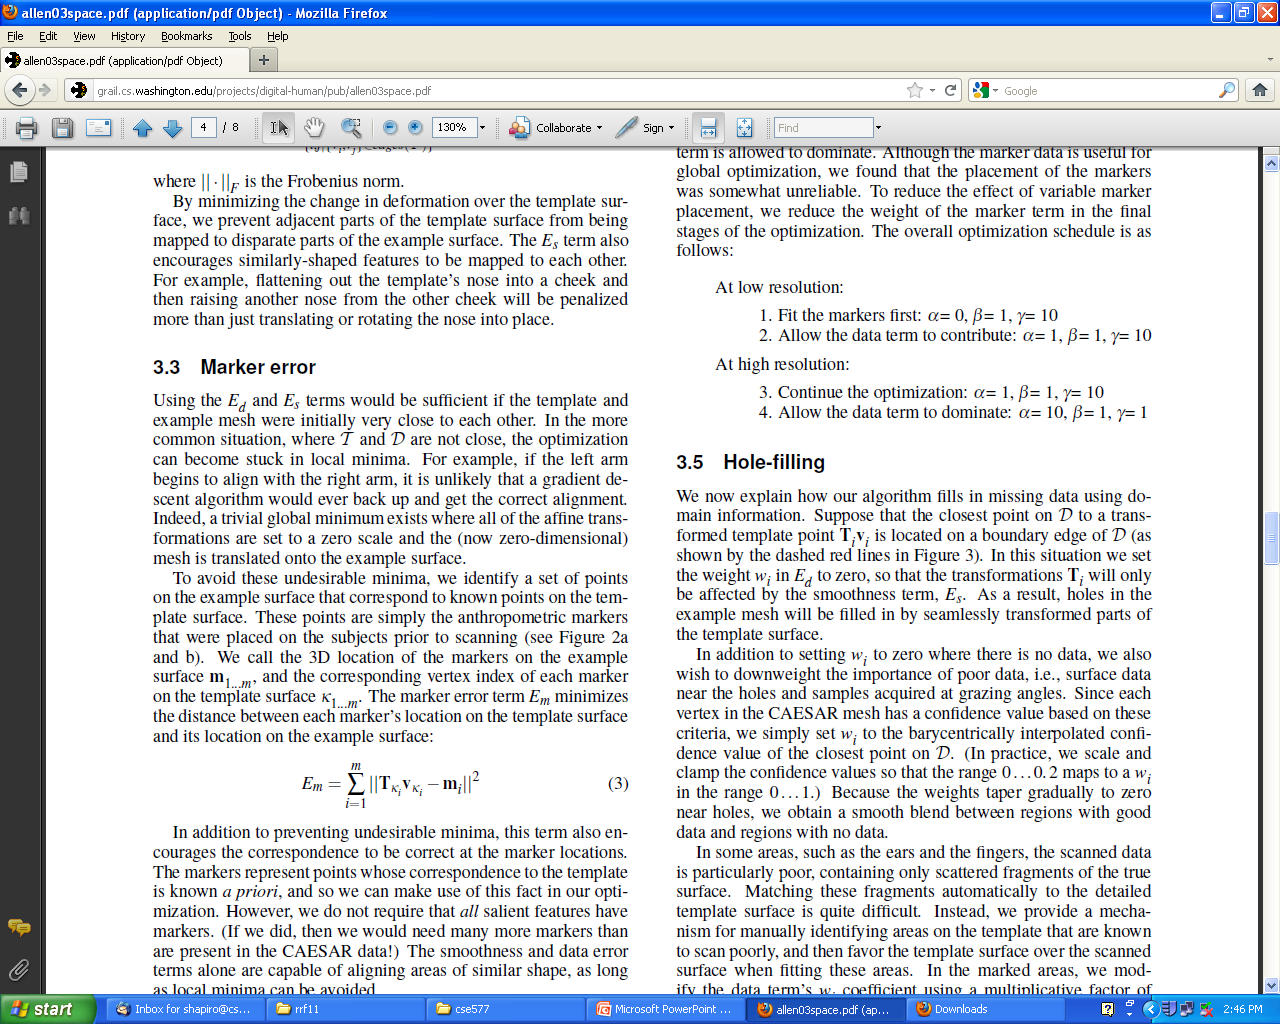 allen03space.pdf (application/pdf Object) - Mozilla Firefox
File Edit View History Bookmarks Tools Help
allen03space.pdf (application/pdf Object)
grail.cs.washington.edu/projects/digital-human/pub/allen03space.pdf
Google
4 / 8
130%
Collaborate
Sign
Find
where ||·||F is the Frobenius norm.
By minimizing the change in deformation over the template sur-
face, we prevent adjacent parts of the template surface from being
mapped to disparate parts of the example surface. The Es term also
encourages similarly-shaped features to be mapped to each other.
For example, flattening out the template's nose into a cheek and
then raising another nose from the other cheek will be penalized
more than just translating or rotating the nose into place.
3.3 Marker error
Using the Ed and Es terms would be sufficient if the template and
example mesh were initially very close to each other. In the more
common situation, where T and D are not close, the optimization
can become stuck in local minima. For example, if the left arm
begins to align with the right arm, it is unlikely that a gradient de-
scent algorithm would ever back up and get the correct alignment.
Indeed, a trivial global minimum exists where all of the affine trans-
formations are set to a zero scale and the (now zero-dimensional)
mesh is translated onto the example surface.
To avoid these undesirable minima, we identify a set of points
on the example surface that correspond to known points on the tem-
plate surface. These points are simply the anthropometric markers
that were placed on the subjects prior to scanning (see Figure 2a
and b). We call the 3D location of the markers on the example
surface m1...m, and the corresponding vertex index of each marker
on the template surface κ1...m. The marker error term Em minimizes
the distance between each marker's location on the template surface
and its location on the example surface:
Em = ∑ i=1 m ||Tκi vκi − mi||2 (3)
In addition to preventing undesirable minima, this term also en-
courages the correspondence to be correct at the marker locations.
The markers represent points whose correspondence to the template
is known a priori, and so we can make use of this fact in our opti-
mization. However, we do not require that all salient features have
markers. (If we did, then we would need many more markers than
are present in the CAESAR data!) The smoothness and data error
terms alone are capable of aligning areas of similar shape, as long
as local minima can be avoided.
term is allowed to dominate. Although the marker data is useful for
global optimization, we found that the placement of the markers
was somewhat unreliable. To reduce the effect of variable marker
placement, we reduce the weight of the marker term in the final
stages of the optimization. The overall optimization schedule is as
follows:
At low resolution:
1. Fit the markers first: α= 0, β= 1, γ= 10
2. Allow the data term to contribute: α= 1, β= 1, γ= 10
At high resolution:
3. Continue the optimization: α= 1, β= 1, γ= 10
4. Allow the data term to dominate: α= 10, β= 1, γ= 1
3.5 Hole-filling
We now explain how our algorithm fills in missing data using do-
main information. Suppose that the closest point on D to a trans-
formed template point Tivi is located on a boundary edge of D (as
shown by the dashed red lines in Figure 3). In this situation we set
the weight wi in Ed to zero, so that the transformations Ti will only
be affected by the smoothness term, Es. As a result, holes in the
example mesh will be filled in by seamlessly transformed parts of
the template surface.
In addition to setting wi to zero where there is no data, we also
wish to downweight the importance of poor data, i.e., surface data
near the holes and samples acquired at grazing angles. Since each
vertex in the CAESAR mesh has a confidence value based on these
criteria, we simply set wi to the barycentrically interpolated confi-
dence value of the closest point on D. (In practice, we scale and
clamp the confidence values so that the range 0...0.2 maps to a wi
in the range 0...1.) Because the weights taper gradually to zero
near holes, we obtain a smooth blend between regions with good
data and regions with no data.
In some areas, such as the ears and the fingers, the scanned data
is particularly poor, containing only scattered fragments of the true
surface. Matching these fragments automatically to the detailed
template surface is quite difficult. Instead, we provide a mecha-
nism for manually identifying areas on the template that are known
to scan poorly, and then favor the template surface over the scanned
surface when fitting these areas. In the marked areas, we mod-
ify the data term's wi coefficient using a multiplicative factor of
start
Inbox for shapiro@cs...
rrf11
cse577
Microsoft PowerPoint ...
allen03space.pdf (ap...
Downloads
2:46 PM